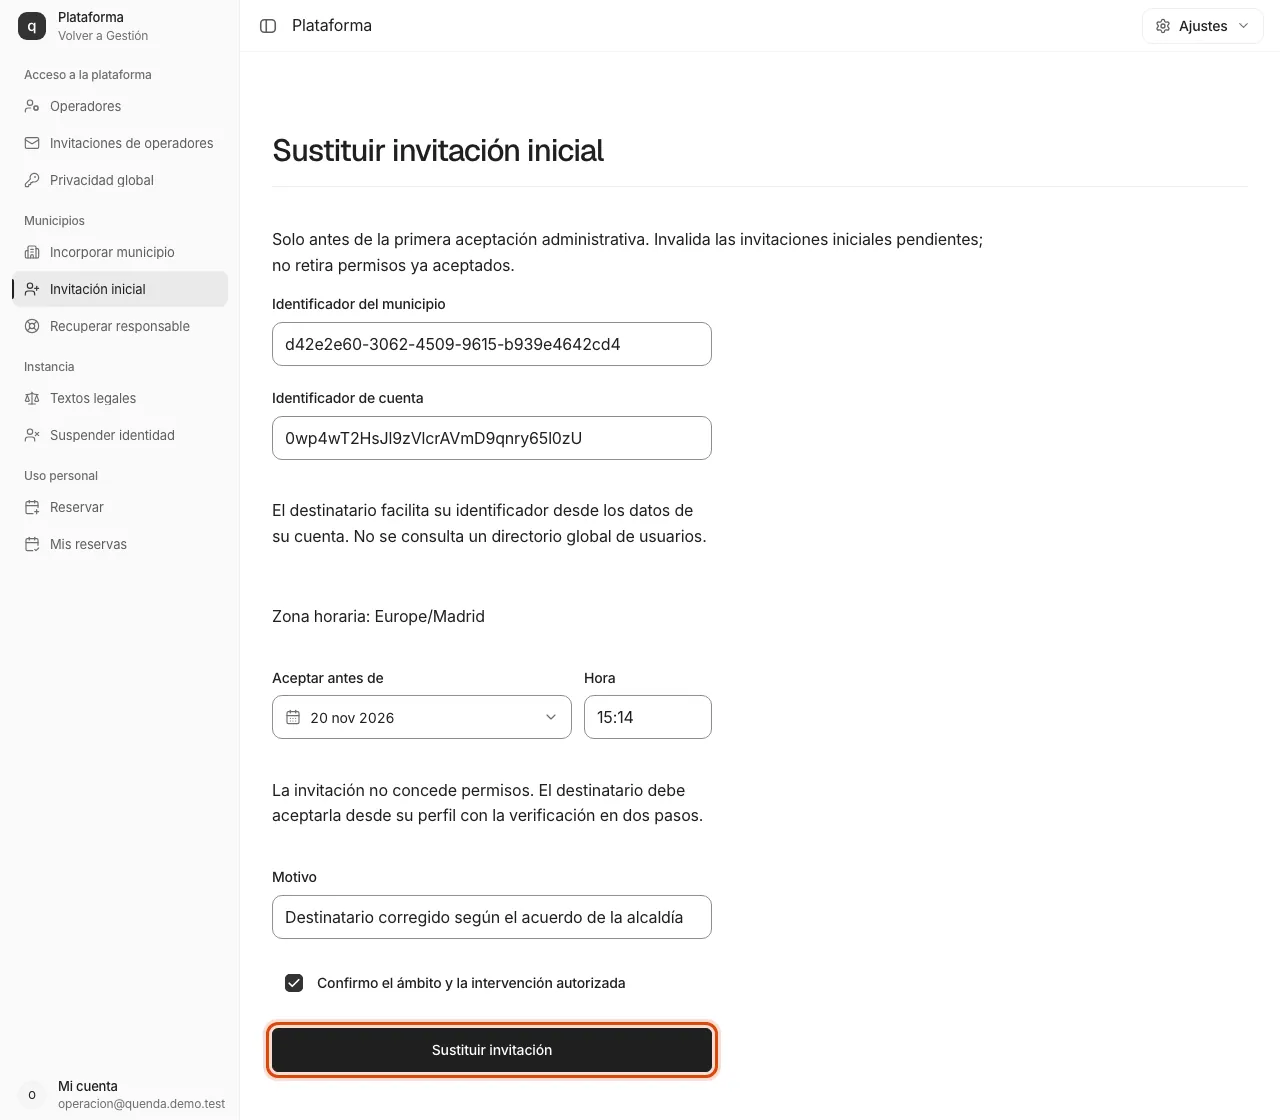 q
Plataforma
Volver a Gestión
Acceso a la plataforma
Operadores
Invitaciones de operadores
Privacidad global
Municipios
Incorporar municipio
Invitación inicial
Recuperar responsable
Instancia
Textos legales
Suspender identidad
Uso personal
Reservar
Mis reservas
o
Mi cuenta
operacion@quenda.demo.test
Plataforma
Ajustes
Sustituir invitación inicial
Solo antes de la primera aceptación administrativa. Invalida las invitaciones iniciales pendientes;
no retira permisos ya aceptados.
Identificador del municipio
d42e2e60-3062-4509-9615-b939e4642cd4
Identificador de cuenta
0wp4wT2HsJl9zVlcrAVmD9qnry65l0zU
El destinatario facilita su identificador desde los datos de
su cuenta. No se consulta un directorio global de usuarios.
Zona horaria: Europe/Madrid
Aceptar antes de
Hora
20 nov 2026
15:14
La invitación no concede permisos. El destinatario debe
aceptarla desde su perfil con la verificación en dos pasos.
Motivo
Destinatario corregido según el acuerdo de la alcaldía
Confirmo el ámbito y la intervención autorizada
Sustituir invitación